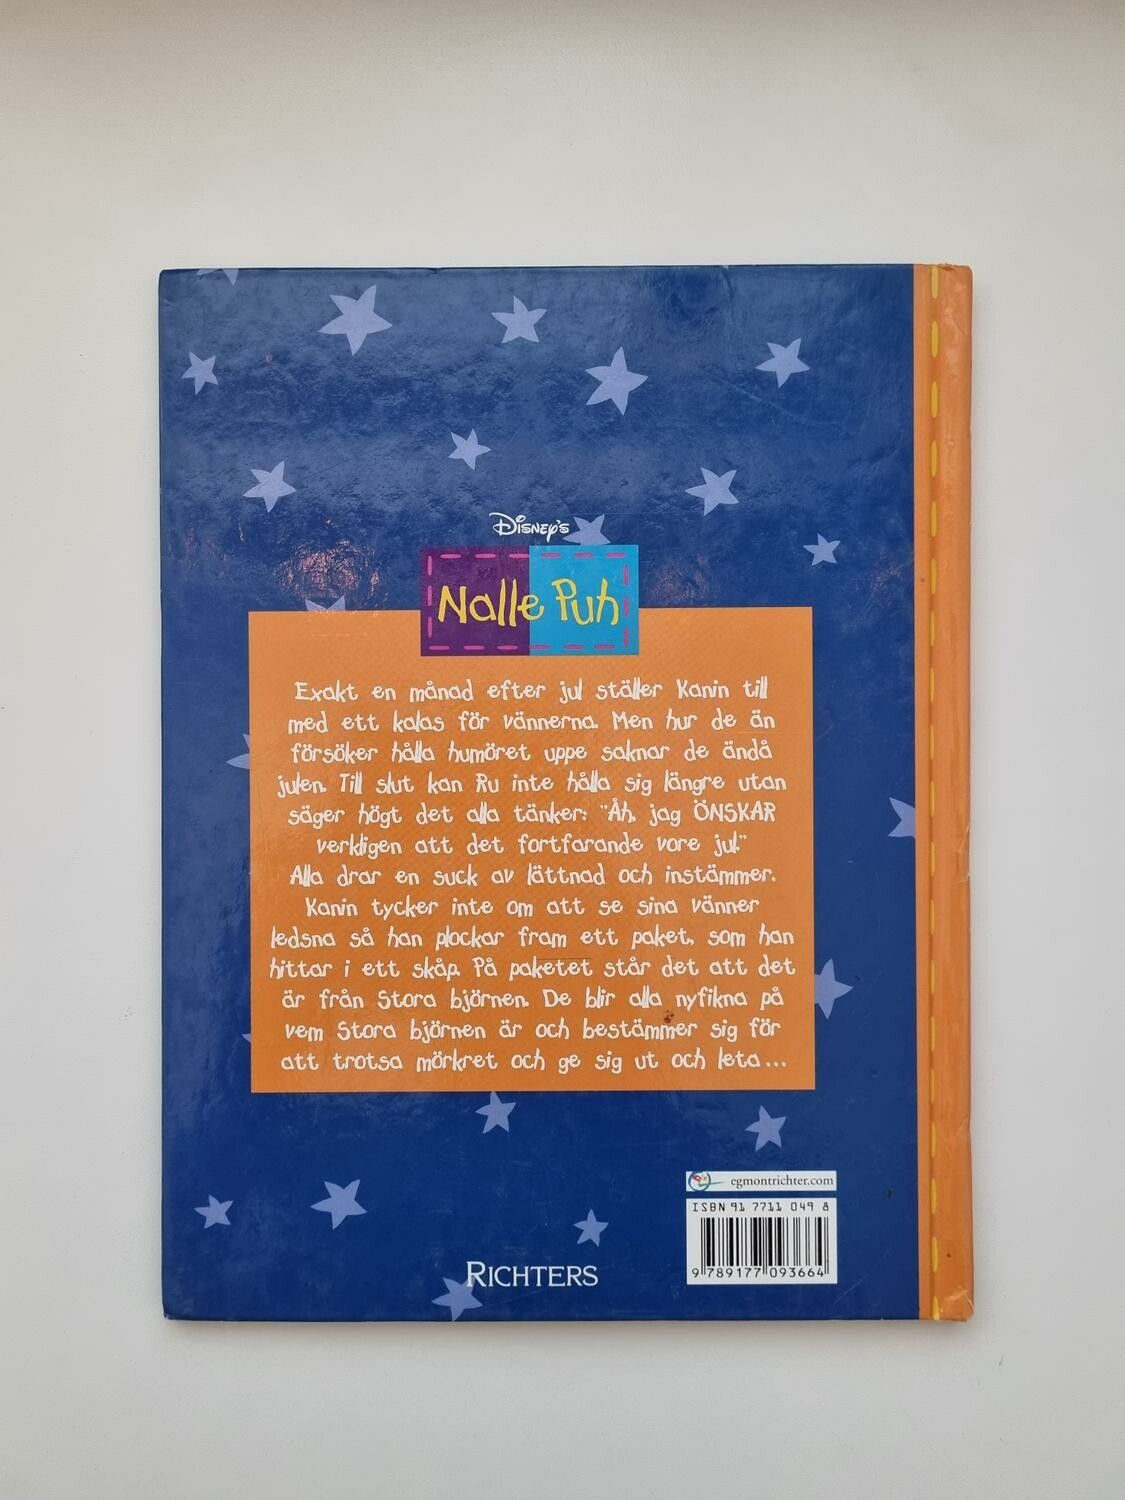 Disney's
Nalle Puh
Exakt en månad efter jul ställer Kanin till
med ett kalas för vännerna. Men hur de än
försöker hålla humöret uppe saknar de ändå
julen. Till slut kan Ru inte hålla sig längre utan
säger högt det alla tänker: "Åh, jag ÖNSKAR
verkligen att det fortfarande vore jul."
Alla drar en suck av lättnad och instämmer.
Kanin tycker inte om att se sina vänner
ledsna så han plockar fram ett paket, som han
hittar i ett skåp. På paketet står det att det
är från Stora björnen. De blir alla nyfikna på
vem Stora björnen är och bestämmer sig för
att trotsa mörkret och ge sig ut och leta...
egmontrichter.com
ISBN 91 7711 049 8
9 789177 093664
RICHTERS